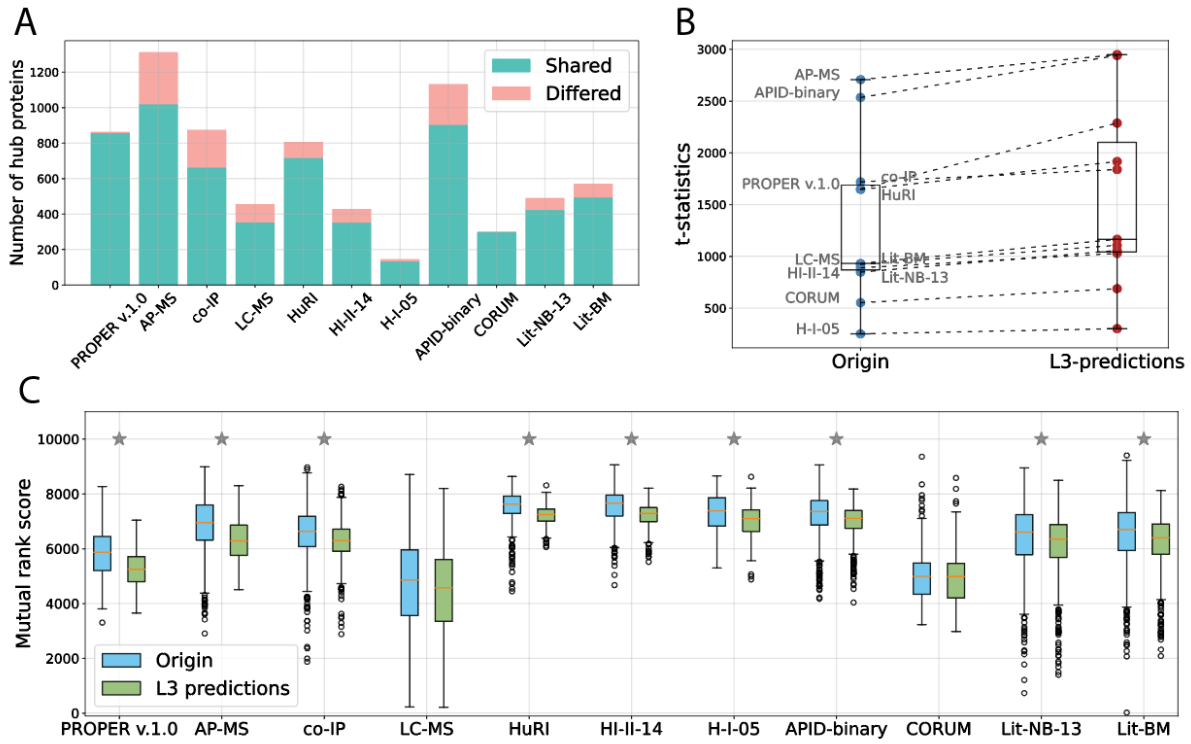 A
Number of hub proteins
1200
1000
800
600
400
200
0
Shared
Differed
PROPER v.1.0
AP-MS
co-IP
LC-MS
HuRI
HI-II-14
H-I-05
APID-binary
CORUM
Lit-NB-13
Lit-BM
B
t-statistics
3000
2500
2000
1500
1000
500
AP-MS
APID-binary
PROPER v.1.0
co-IP
HuRI
LC-MS
Lit-BM
HI-II-14
Lit-NB-13
CORUM
H-I-05
Origin
L3-predictions
C
Mutual rank score
10000
8000
6000
4000
2000
0
Origin
L3 predictions
PROPER v.1.0
AP-MS
co-IP
LC-MS
HuRI
HI-II-14
H-I-05
APID-binary
CORUM
Lit-NB-13
Lit-BM